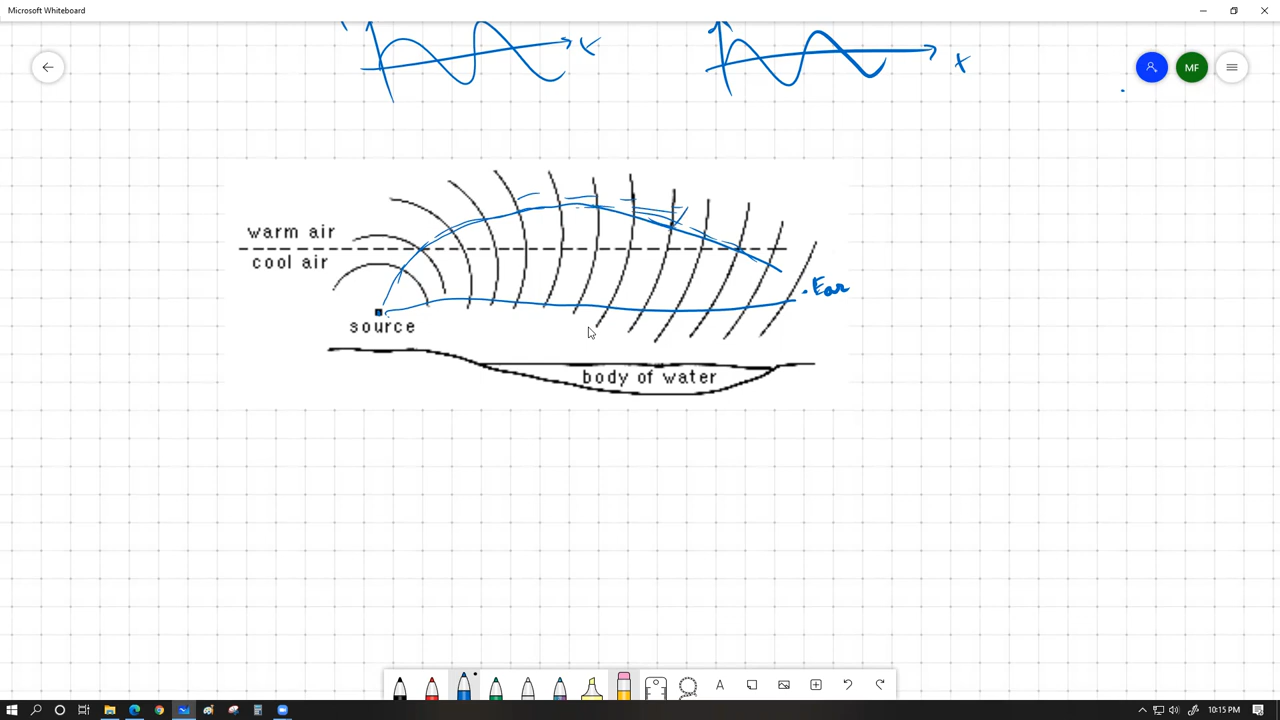 Microsoft Whiteboard
MF
x
x
warm air
cool air
source
Ear
body of water
A
10:15 PM